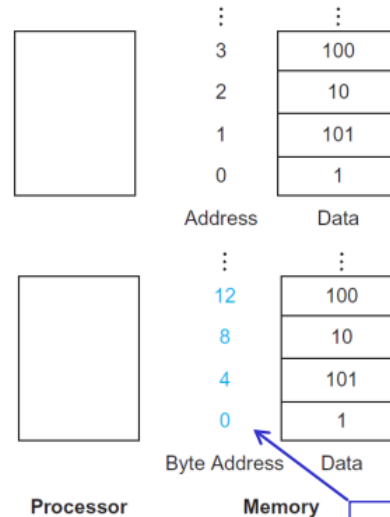 3 100
2 10
1 101
0 1
Address Data
12 100
8 10
4 101
0 1
Byte Address Data
Processor Memory